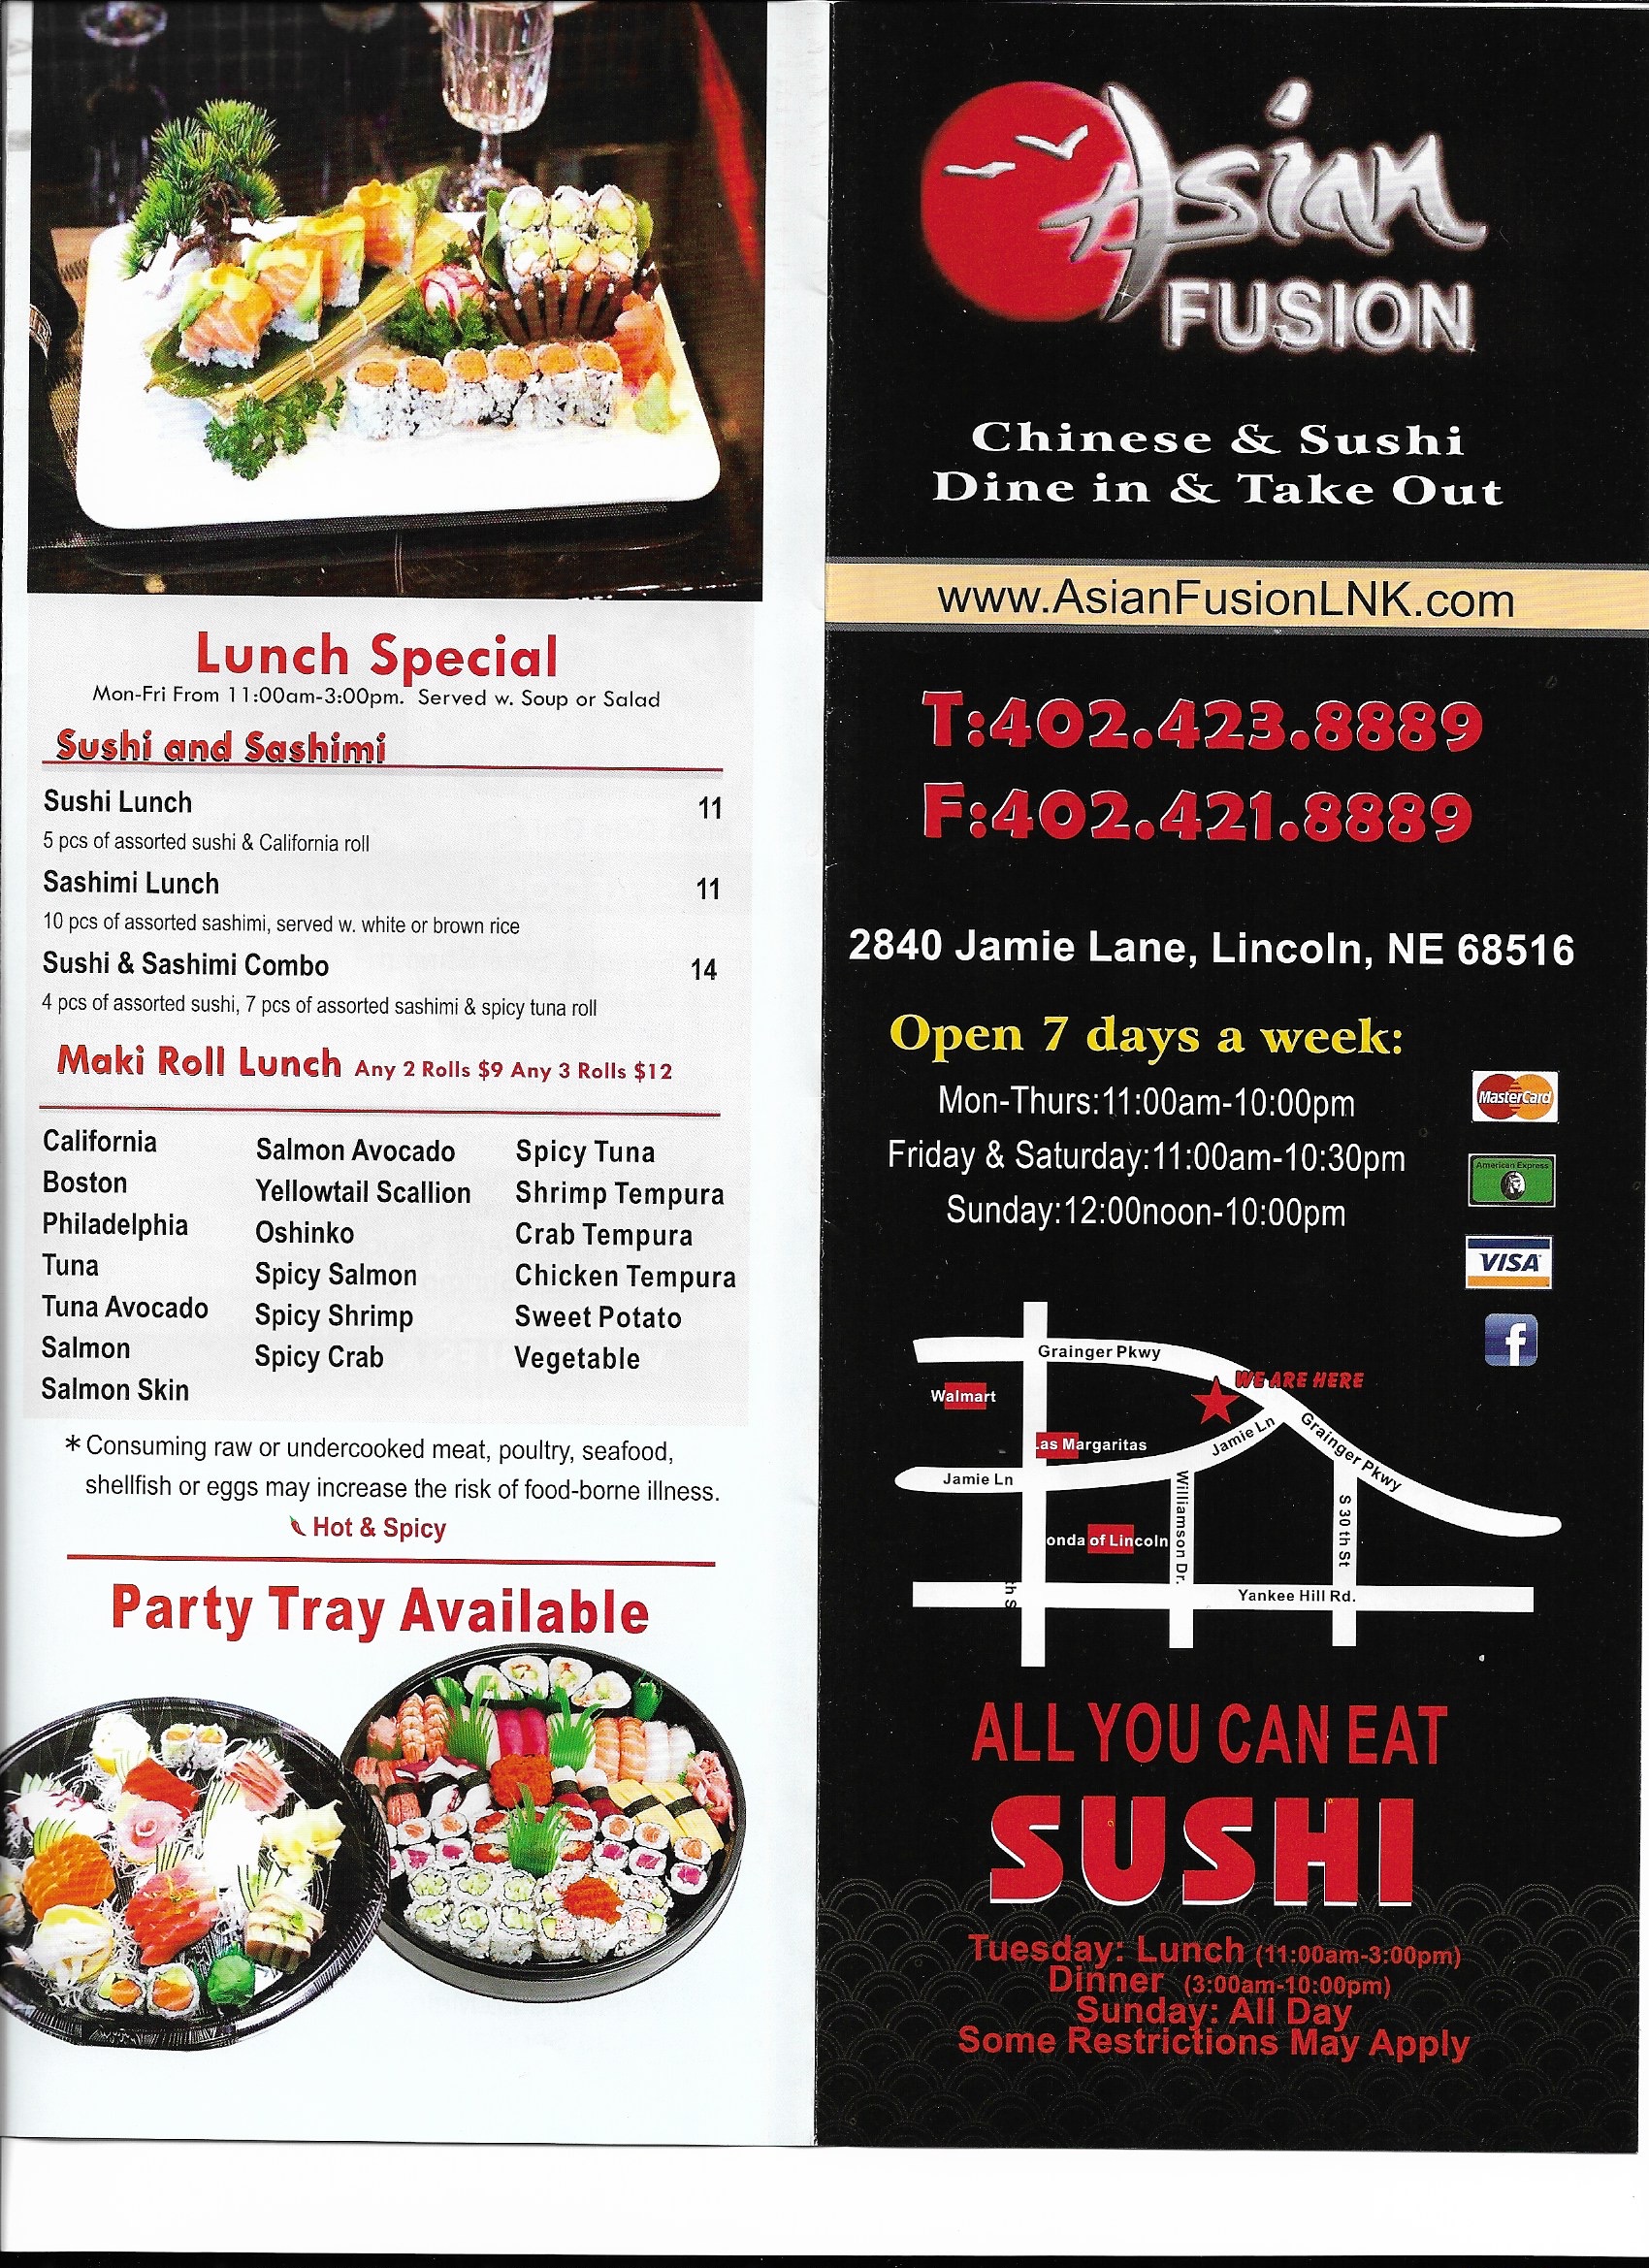 Lunch Special
Mon-Fri From 11:00am-3:00pm. Served w. Soup or Salad
Sushi and Sashimi
Sushi Lunch 11
5 pcs of assorted sushi & California roll
Sashimi Lunch 11
10 pcs of assorted sashimi, served w. white or brown rice
Sushi & Sashimi Combo 14
4 pcs of assorted sushi, 7 pcs of assorted sashimi & spicy tuna roll
Maki Roll Lunch Any 2 Rolls $9 Any 3 Rolls $12
California
Boston
Philadelphia
Tuna
Tuna Avocado
Salmon
Salmon Skin
Salmon Avocado
Yellowtail Scallion
Oshinko
Spicy Salmon
Spicy Shrimp
Spicy Crab
Spicy Tuna
Shrimp Tempura
Crab Tempura
Chicken Tempura
Sweet Potato
Vegetable
* Consuming raw or undercooked meat, poultry, seafood,
shellfish or eggs may increase the risk of food-borne illness.
Hot & Spicy
Party Tray Available
Asian
FUSION
Chinese & Sushi
Dine in & Take Out
www.AsianFusionLNK.com
T:402.423.8889
F:402.421.8889
2840 Jamie Lane, Lincoln, NE 68516
Open 7 days a week:
Mon-Thurs:11:00am-10:00pm
Friday & Saturday:11:00am-10:30pm
Sunday:12:00noon-10:00pm
MasterCard
American Express
VISA
f
Grainger Pkwy
WE ARE HERE
Walmart
Las Margaritas
Jamie Ln
Grainger Pkwy
Jamie Ln
Williamson Dr.
S 30 th St
onda of Lincoln
h S
Yankee Hill Rd.
ALL YOU CAN EAT
SUSHI
Tuesday: Lunch (11:00am-3:00pm)
Dinner (3:00am-10:00pm)
Sunday: All Day
Some Restrictions May Apply